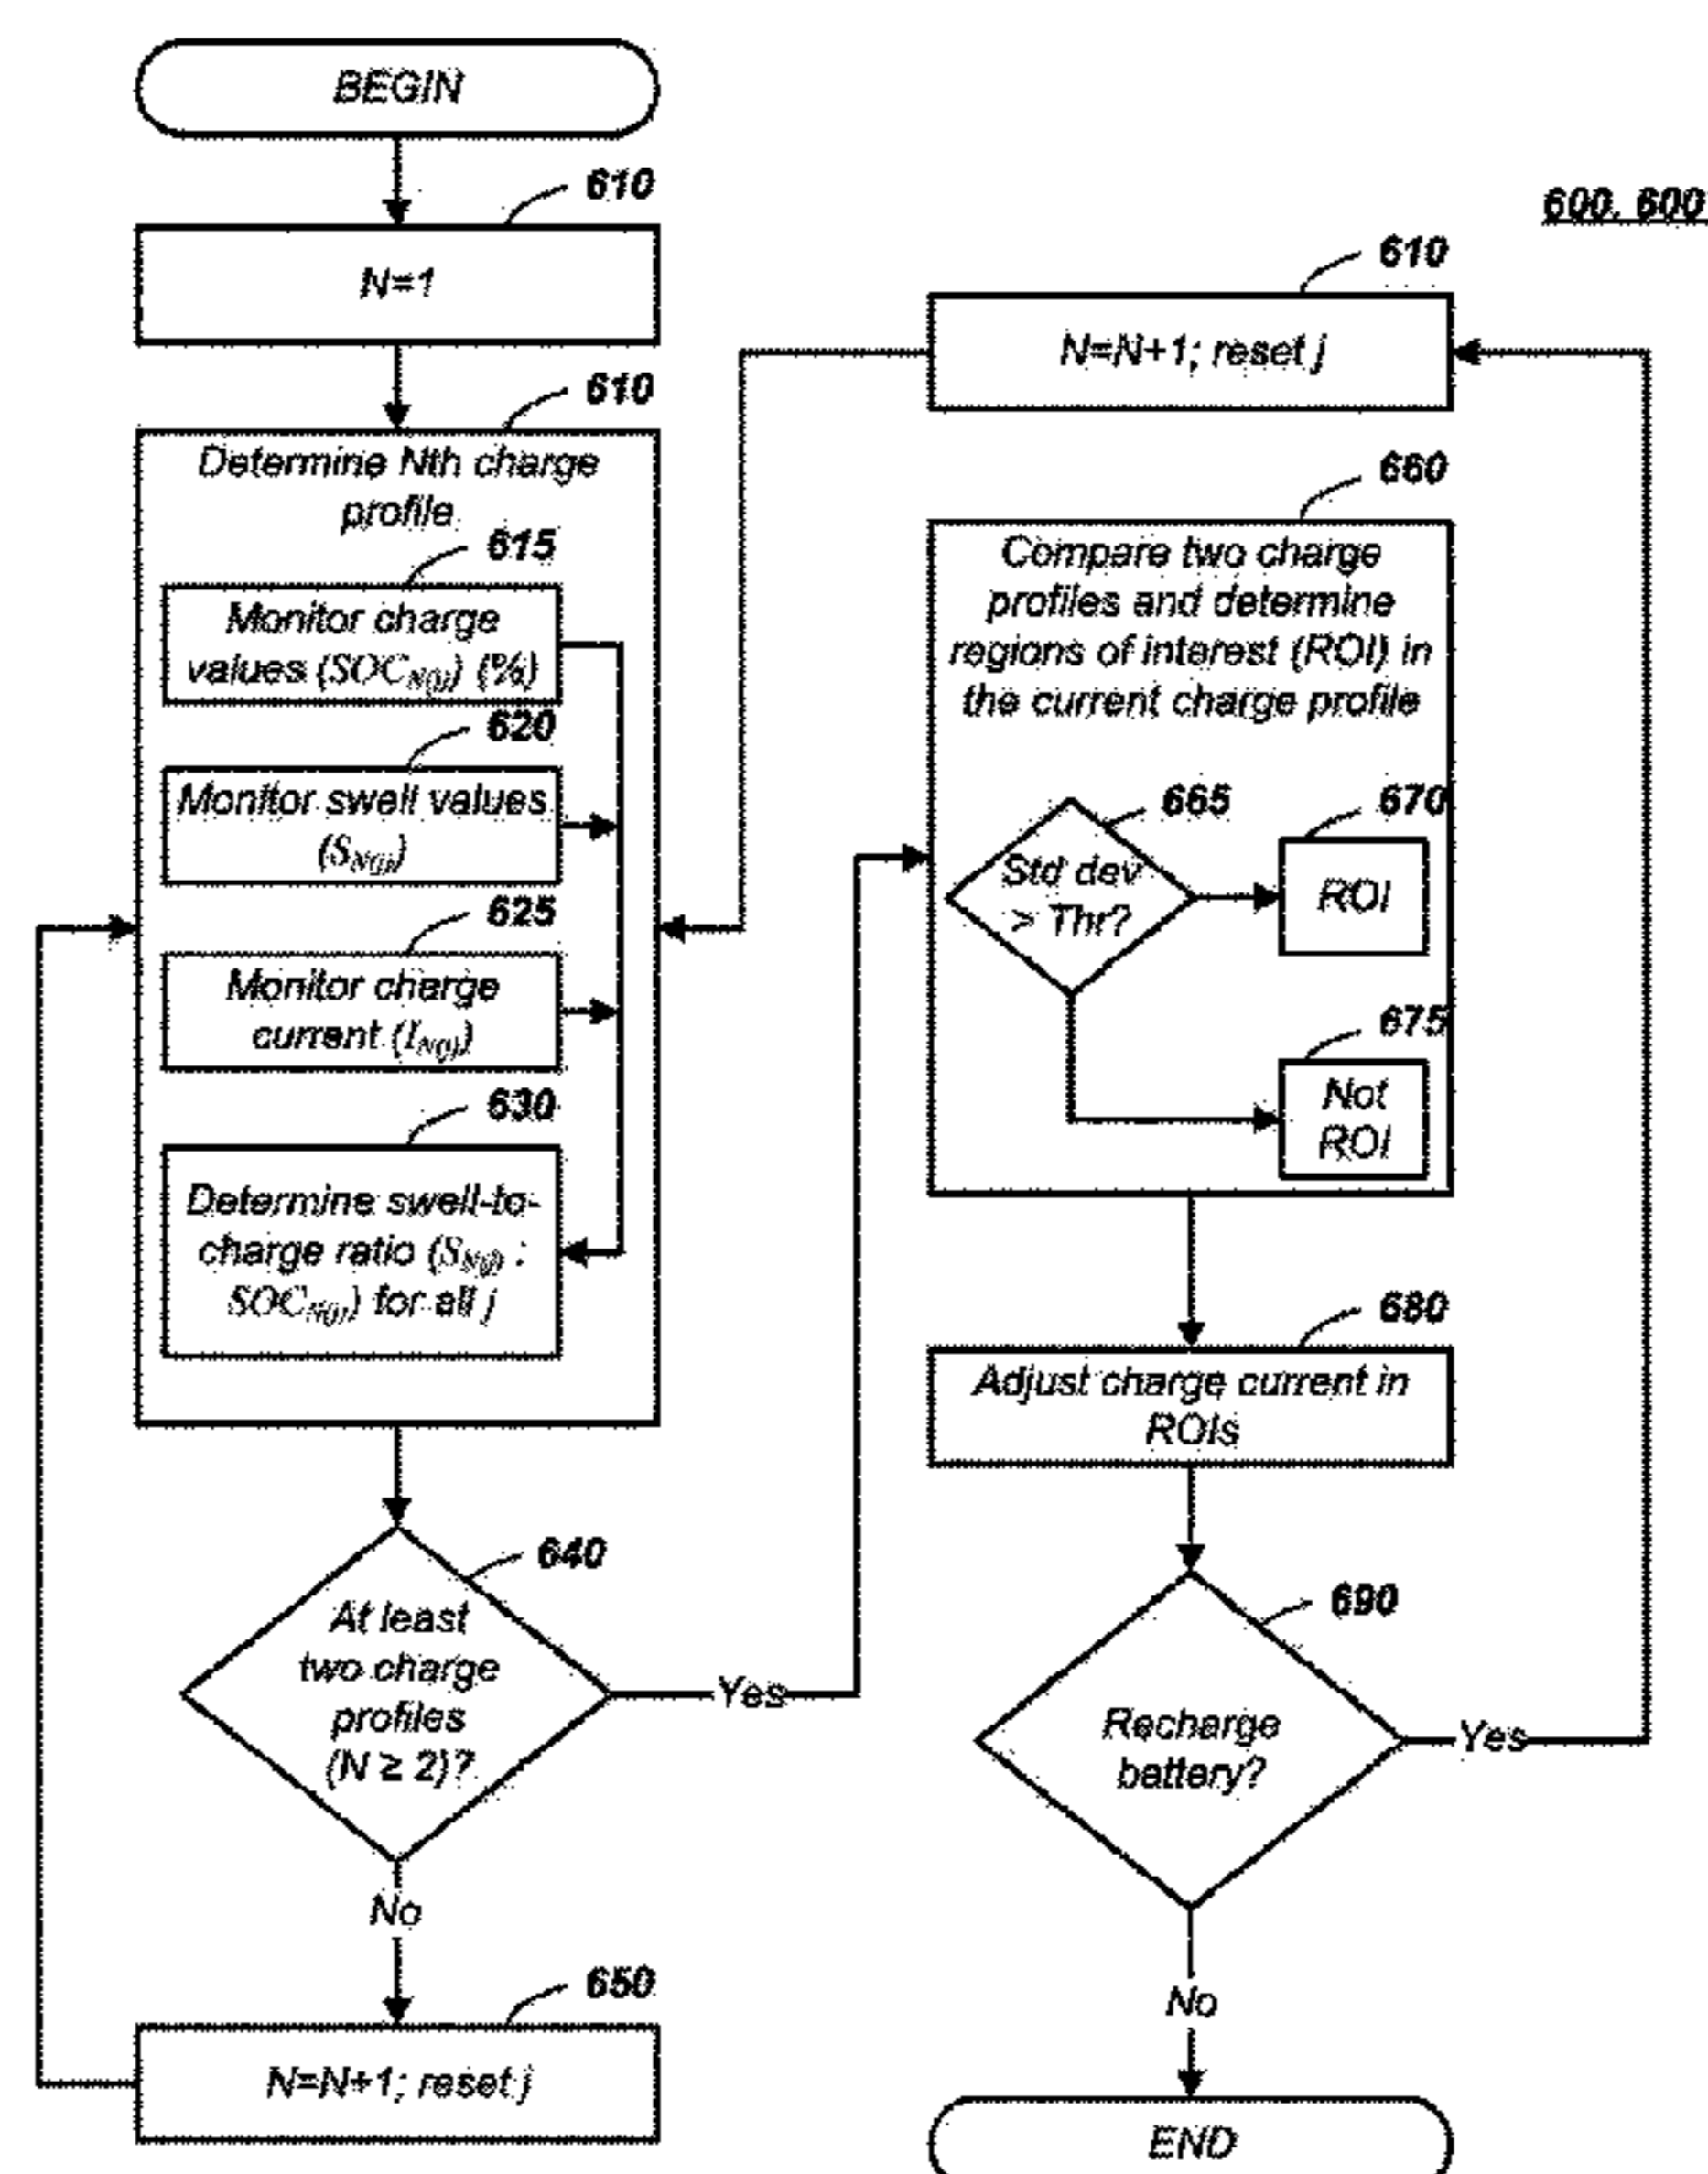 BEGIN
610
N=1
610
Determine Nth charge
profile
615
Monitor charge
values (SOC_N(j)) (%)
620
Monitor swell values
(S_N(j))
625
Monitor charge
current (I_N(j))
630
Determine swell-to-
charge ratio (S_N(j) :
SOC_N(j)) for all j
640
At least
two charge
profiles
(N ≥ 2)?
Yes
No
650
N=N+1; reset j
600, 600
610
N=N+1; reset j
660
Compare two charge
profiles and determine
regions of interest (ROI) in
the current charge profile
665
Std dev
> Thr?
670
ROI
675
Not
ROI
680
Adjust charge current in
ROIs
690
Recharge
battery?
Yes
No
END